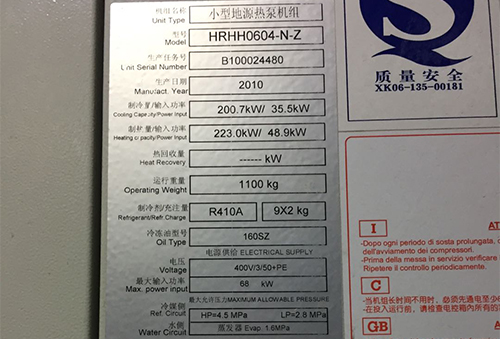 机组名称
Unit Type
小型地源热泵机组
型号
Model
HRHH0604-N-Z
生产任务号
Unit Serial Number
B100024480
生产日期
Manufact. Year
2010
制冷量/输入功率
Cooling Capacity/Power Input
200.7kW/ 35.5kW
制热量/输入功率
Heating capacity/Power Input
223.0kW/ 48.9kW
热回收量
Heat Recovery
------ kW
运行重量
Operating Weight
1100 kg
制冷剂/充注量
Refrigerant/Refr.Charge
R410A
9X2 kg
冷冻油型号
Oil Type
160SZ
电源供给 ELECTRICAL SUPPLY
电压
Voltage
400V/3/50+PE
最大输入功率
Max. power input
68 kW
最大允许压力MAXIMUM ALLOWABLE PRESSURE
冷媒侧
Ref. Circuit
HP=4.5 MPa
LP=2.8 MPa
水侧
Water Circuit
蒸发器 Evap. 1.6MPa
质量安全
XK06-135-00181
I
AT
-Dopo ogni periodo di sosta prolungata,
dell'avviamento dei compressori.
-Prima della messa in servizio verificare
Ripetere il controllo periodicamente.
C
-当机组长时间不用时，必须先通电至少
-在投入运行前，请检查电控箱内所有的
GB